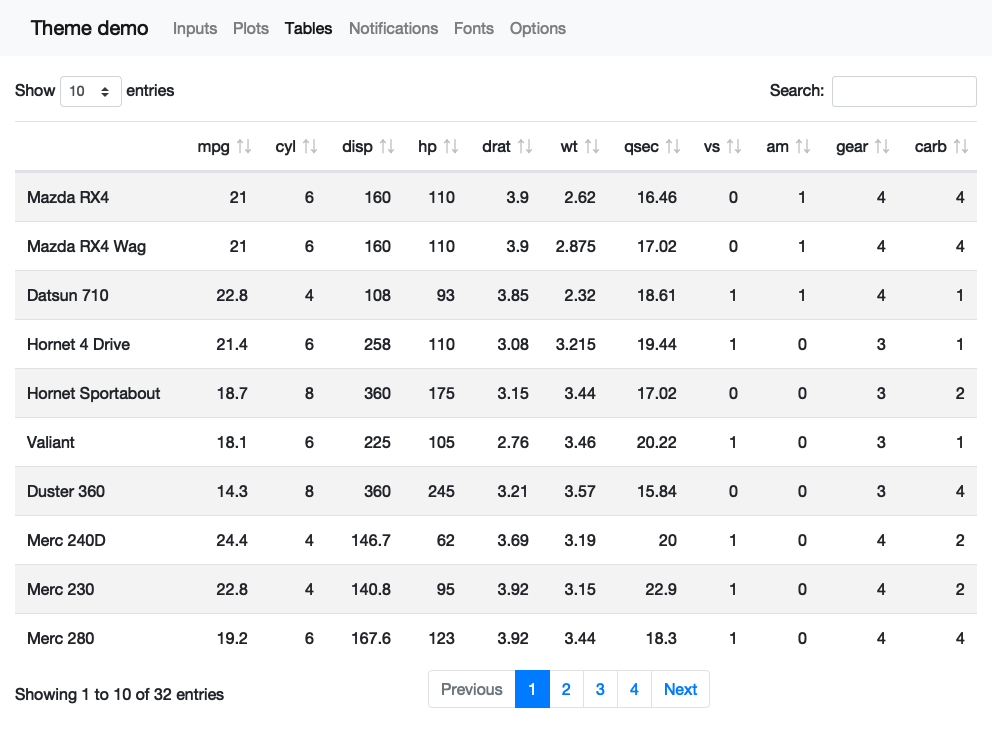 Theme demo Inputs Plots Tables Notifications Fonts Options
Show 10 entries Search:
mpg cyl disp hp drat wt qsec vs am gear carb
Mazda RX4 21 6 160 110 3.9 2.62 16.46 0 1 4 4
Mazda RX4 Wag 21 6 160 110 3.9 2.875 17.02 0 1 4 4
Datsun 710 22.8 4 108 93 3.85 2.32 18.61 1 1 4 1
Hornet 4 Drive 21.4 6 258 110 3.08 3.215 19.44 1 0 3 1
Hornet Sportabout 18.7 8 360 175 3.15 3.44 17.02 0 0 3 2
Valiant 18.1 6 225 105 2.76 3.46 20.22 1 0 3 1
Duster 360 14.3 8 360 245 3.21 3.57 15.84 0 0 3 4
Merc 240D 24.4 4 146.7 62 3.69 3.19 20 1 0 4 2
Merc 230 22.8 4 140.8 95 3.92 3.15 22.9 1 0 4 2
Merc 280 19.2 6 167.6 123 3.92 3.44 18.3 1 0 4 4
Showing 1 to 10 of 32 entries Previous 1 2 3 4 Next